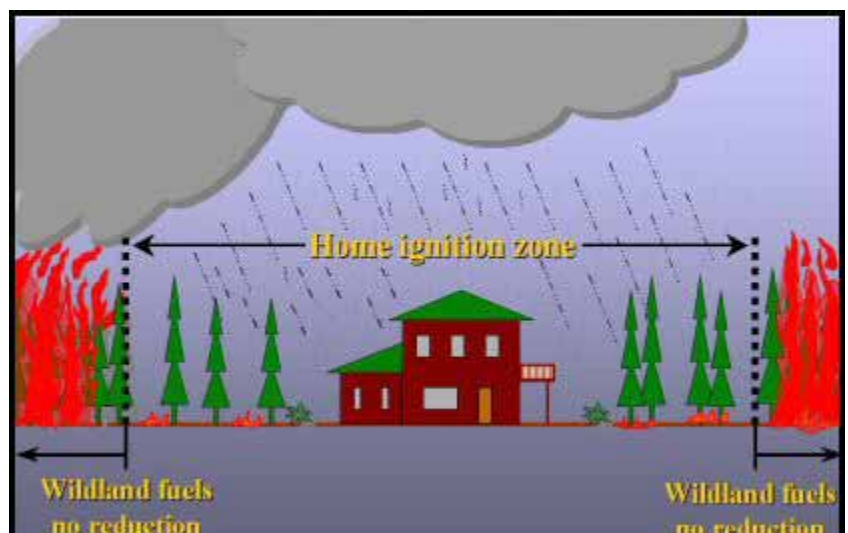 Home ignition zone
Wildland fuels
no reduction
Wildland fuels
no reduction